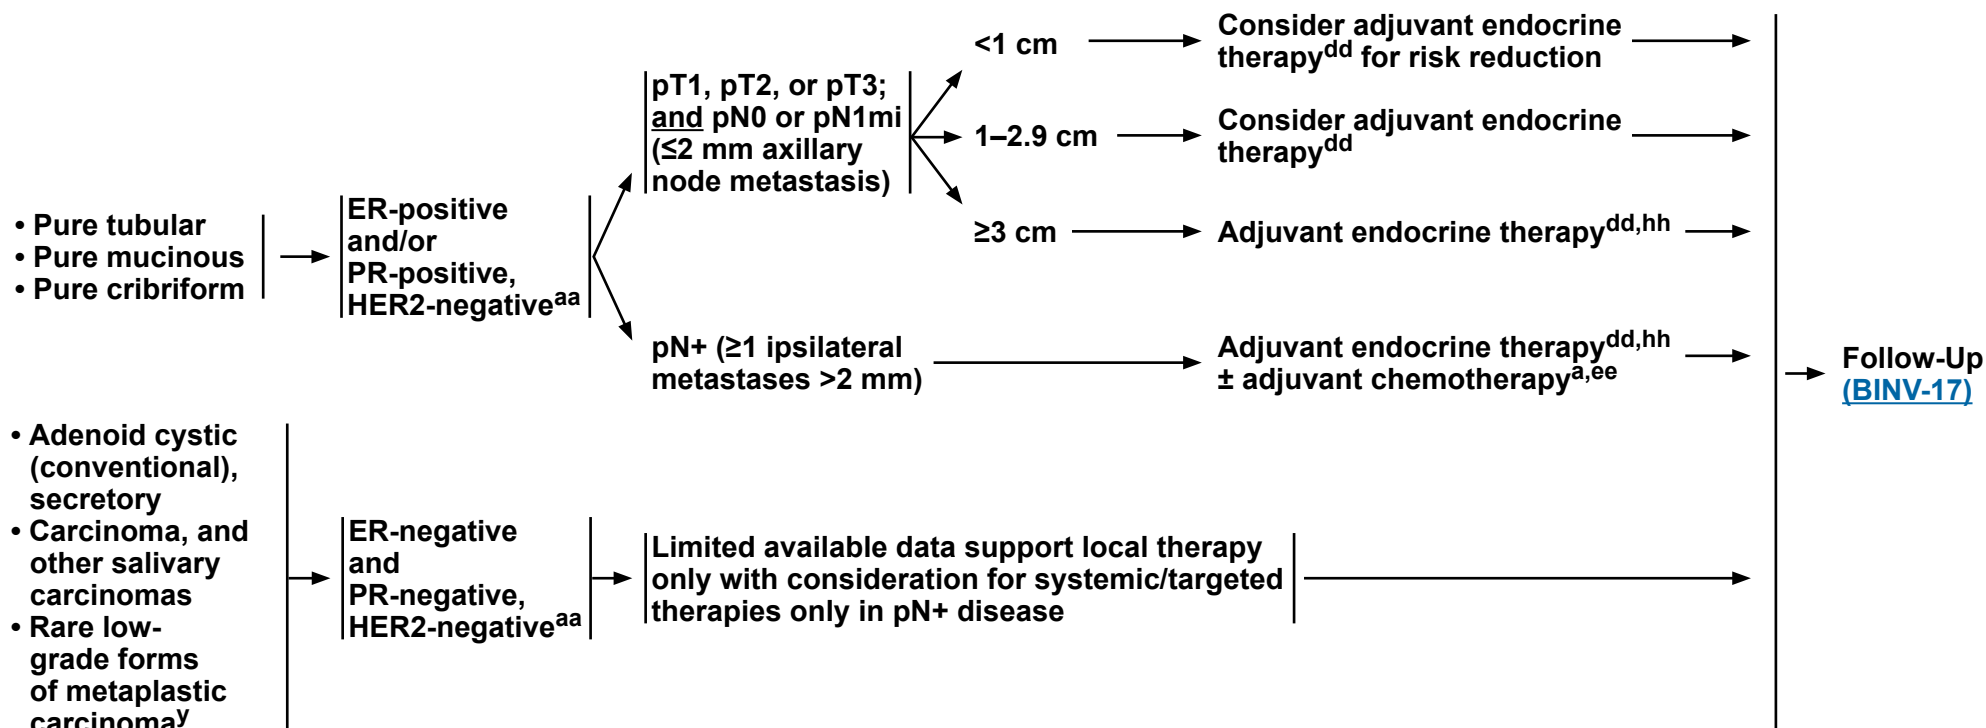 • Pure tubular
• Pure mucinous
• Pure cribriform
ER-positive
and/or
PR-positive,
HER2-negativeaa
pT1, pT2, or pT3;
and pN0 or pN1mi
(≤2 mm axillary
node metastasis)
<1 cm
Consider adjuvant endocrine
therapydd for risk reduction
1–2.9 cm
Consider adjuvant endocrine
therapydd
≥3 cm
Adjuvant endocrine therapydd,hh
pN+ (≥1 ipsilateral
metastases >2 mm)
Adjuvant endocrine therapydd,hh
± adjuvant chemotherapya,ee
• Adenoid cystic
(conventional),
secretory
• Carcinoma, and
other salivary
carcinomas
• Rare low-
grade forms
of metaplastic
carcinomay
ER-negative
and
PR-negative,
HER2-negativeaa
Limited available data support local therapy
only with consideration for systemic/targeted
therapies only in pN+ disease
Follow-Up
(BINV-17)